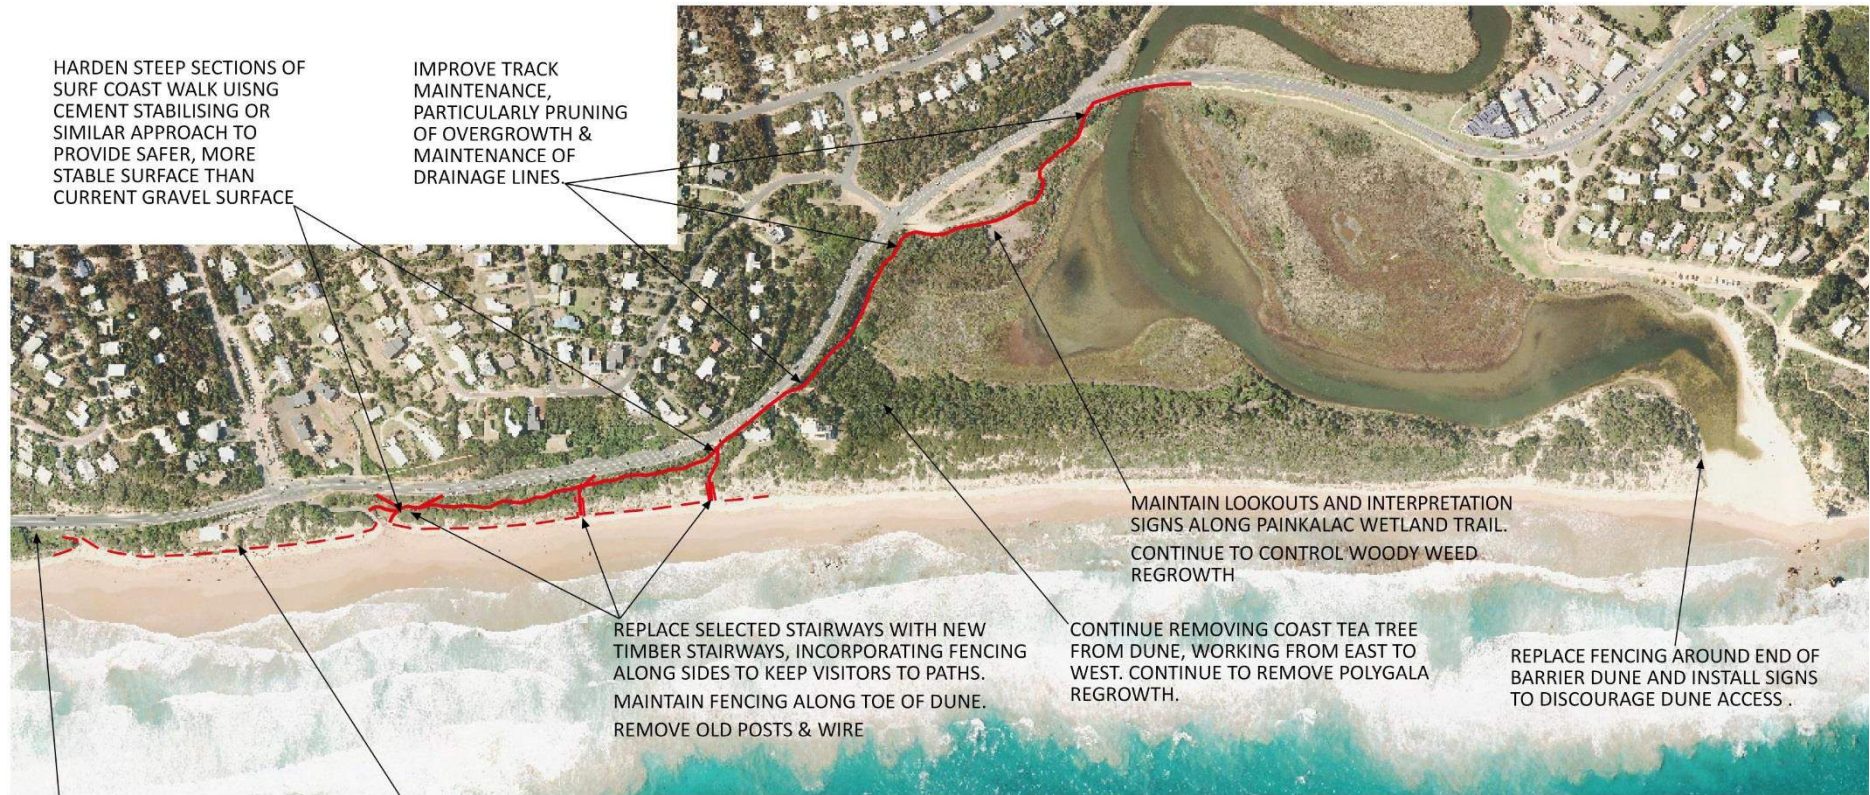 HARDEN STEEP SECTIONS OF
SURF COAST WALK UISNG
CEMENT STABILISING OR
SIMILAR APPROACH TO
PROVIDE SAFER, MORE
STABLE SURFACE THAN
CURRENT GRAVEL SURFACE
IMPROVE TRACK
MAINTENANCE,
PARTICULARLY PRUNING
OF OVERGROWTH &
MAINTENANCE OF
DRAINAGE LINES.
MAINTAIN LOOKOUTS AND INTERPRETATION
SIGNS ALONG PAINKALAC WETLAND TRAIL.
CONTINUE TO CONTROL WOODY WEED
REGROWTH
REPLACE SELECTED STAIRWAYS WITH NEW
TIMBER STAIRWAYS, INCORPORATING FENCING
ALONG SIDES TO KEEP VISITORS TO PATHS.
MAINTAIN FENCING ALONG TOE OF DUNE.
REMOVE OLD POSTS & WIRE
CONTINUE REMOVING COAST TEA TREE
FROM DUNE, WORKING FROM EAST TO
WEST. CONTINUE TO REMOVE POLYGALA
REGROWTH.
REPLACE FENCING AROUND END OF
BARRIER DUNE AND INSTALL SIGNS
TO DISCOURAGE DUNE ACCESS .